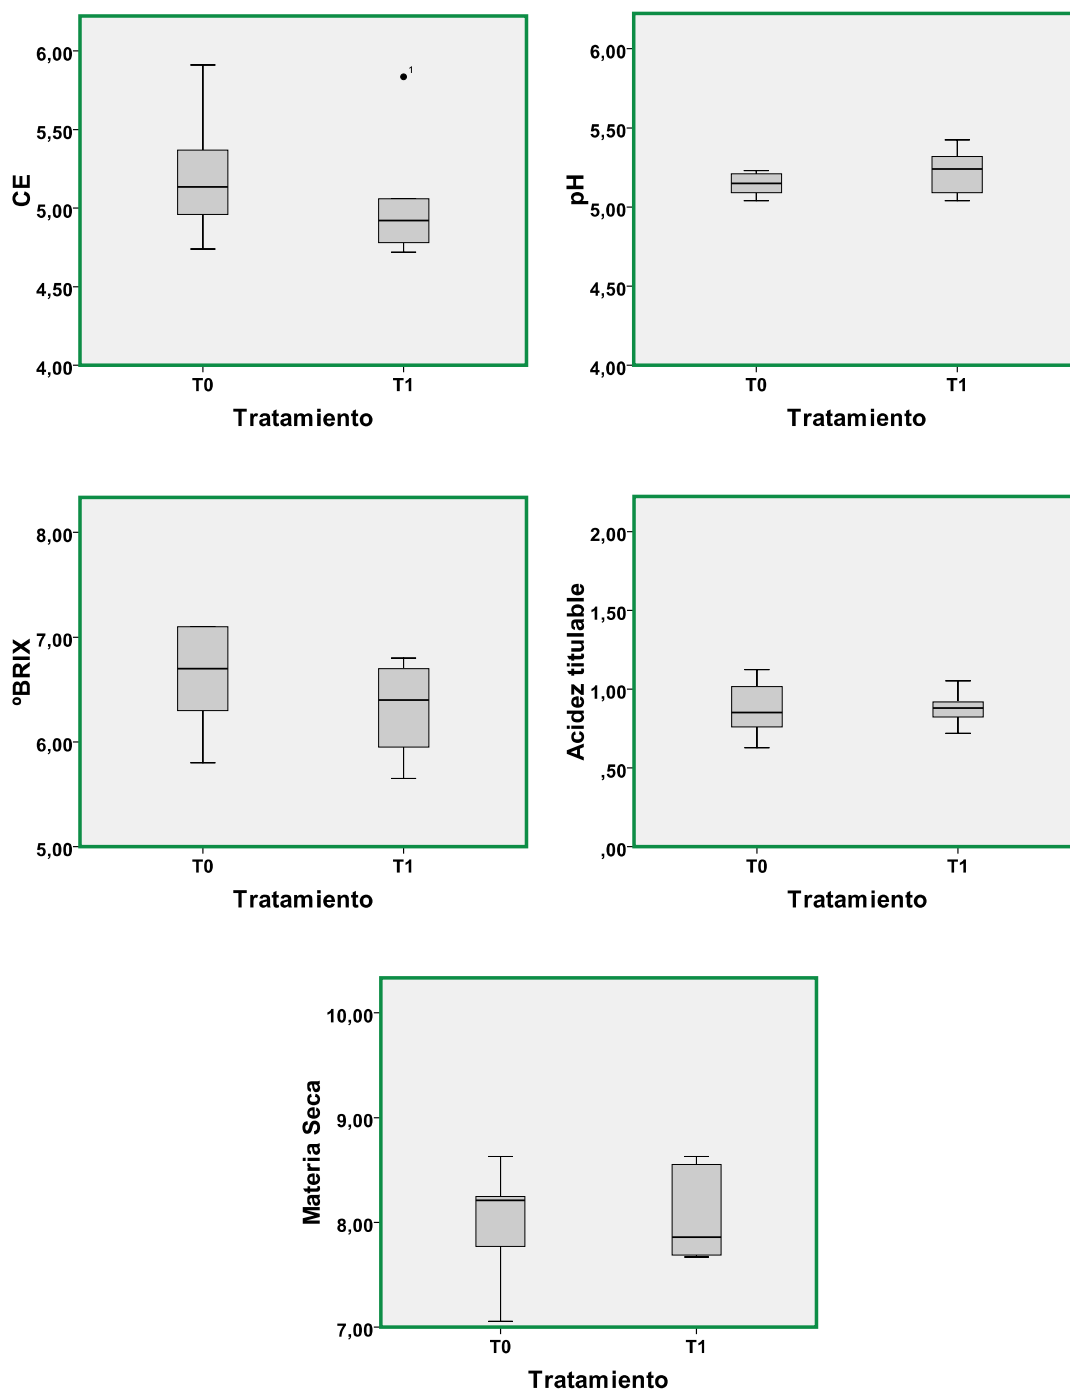 6,00
5,50
5,00
4,50
4,00
CE
1
T0
T1
Tratamiento
6,00
5,50
5,00
4,50
4,00
pH
T0
T1
Tratamiento
8,00
7,00
6,00
5,00
ºBRIX
T0
T1
Tratamiento
2,00
1,50
1,00
,50
,00
Acidez titulable
T0
T1
Tratamiento
10,00
9,00
8,00
7,00
Materia Seca
T0
T1
Tratamiento